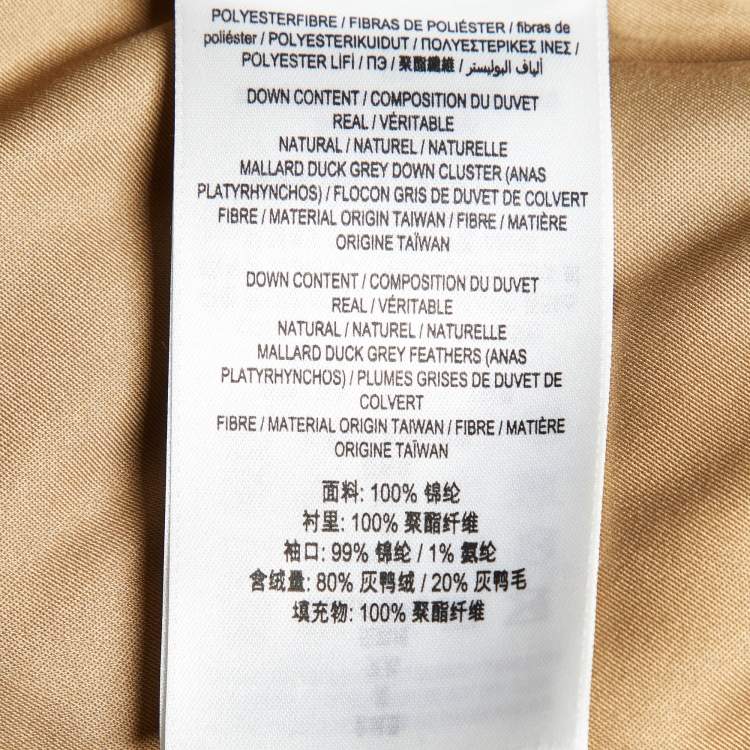 POLYESTERFIBRE / FIBRAS DE POLIÉSTER / fibras de
poliéster / POLYESTERIKUIDUT / ΠΟΛΥΕΣΤΕΡΙΚΕΣ ΙΝΕΣ /
POLYESTER LİFİ / ПЭ / 聚酯纖維 / ألياف البوليستر
DOWN CONTENT / COMPOSITION DU DUVET
REAL / VÉRITABLE
NATURAL / NATUREL / NATURELLE
MALLARD DUCK GREY DOWN CLUSTER (ANAS
PLATYRHYNCHOS) / FLOCON GRIS DE DUVET DE COLVERT
FIBRE / MATERIAL ORIGIN TAIWAN / FIBRE / MATIÈRE
ORIGINE TAÏWAN
DOWN CONTENT / COMPOSITION DU DUVET
REAL / VÉRITABLE
NATURAL / NATUREL / NATURELLE
MALLARD DUCK GREY FEATHERS (ANAS
PLATYRHYNCHOS) / PLUMES GRISES DE DUVET DE
COLVERT
FIBRE / MATERIAL ORIGIN TAIWAN / FIBRE / MATIÈRE
ORIGINE TAÏWAN
面料: 100% 锦纶
衬里: 100% 聚酯纤维
袖口: 99% 锦纶 / 1% 氨纶
含绒量: 80% 灰鸭绒 / 20% 灰鸭毛
填充物: 100% 聚酯纤维